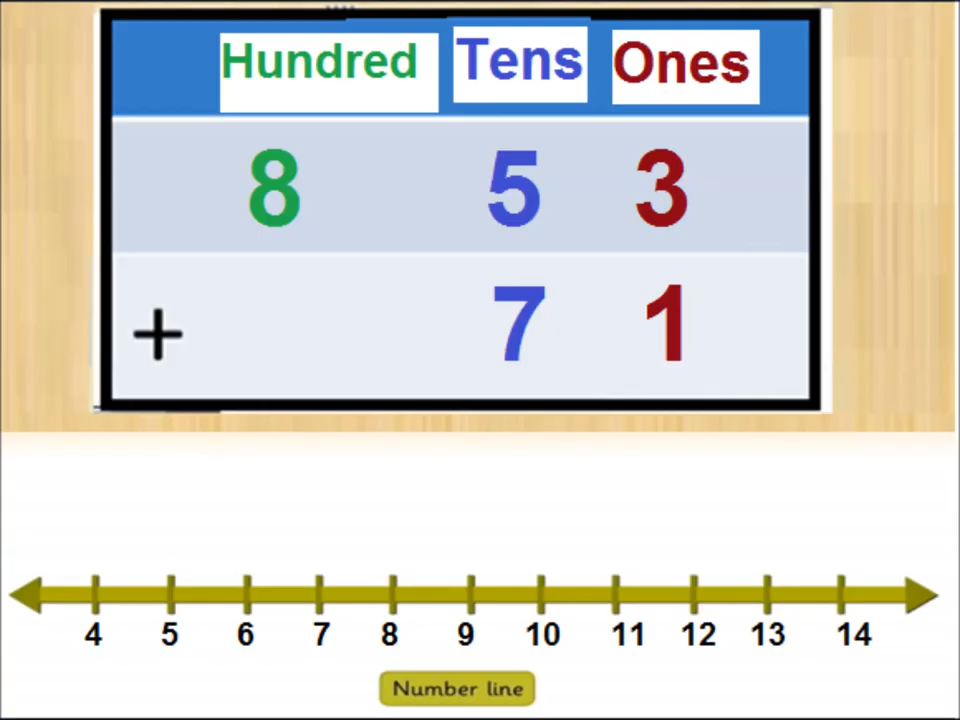 Hundred Tens Ones
8 5 3
+ 7 1
4 5 6 7 8 9 10 11 12 13 14
Number line